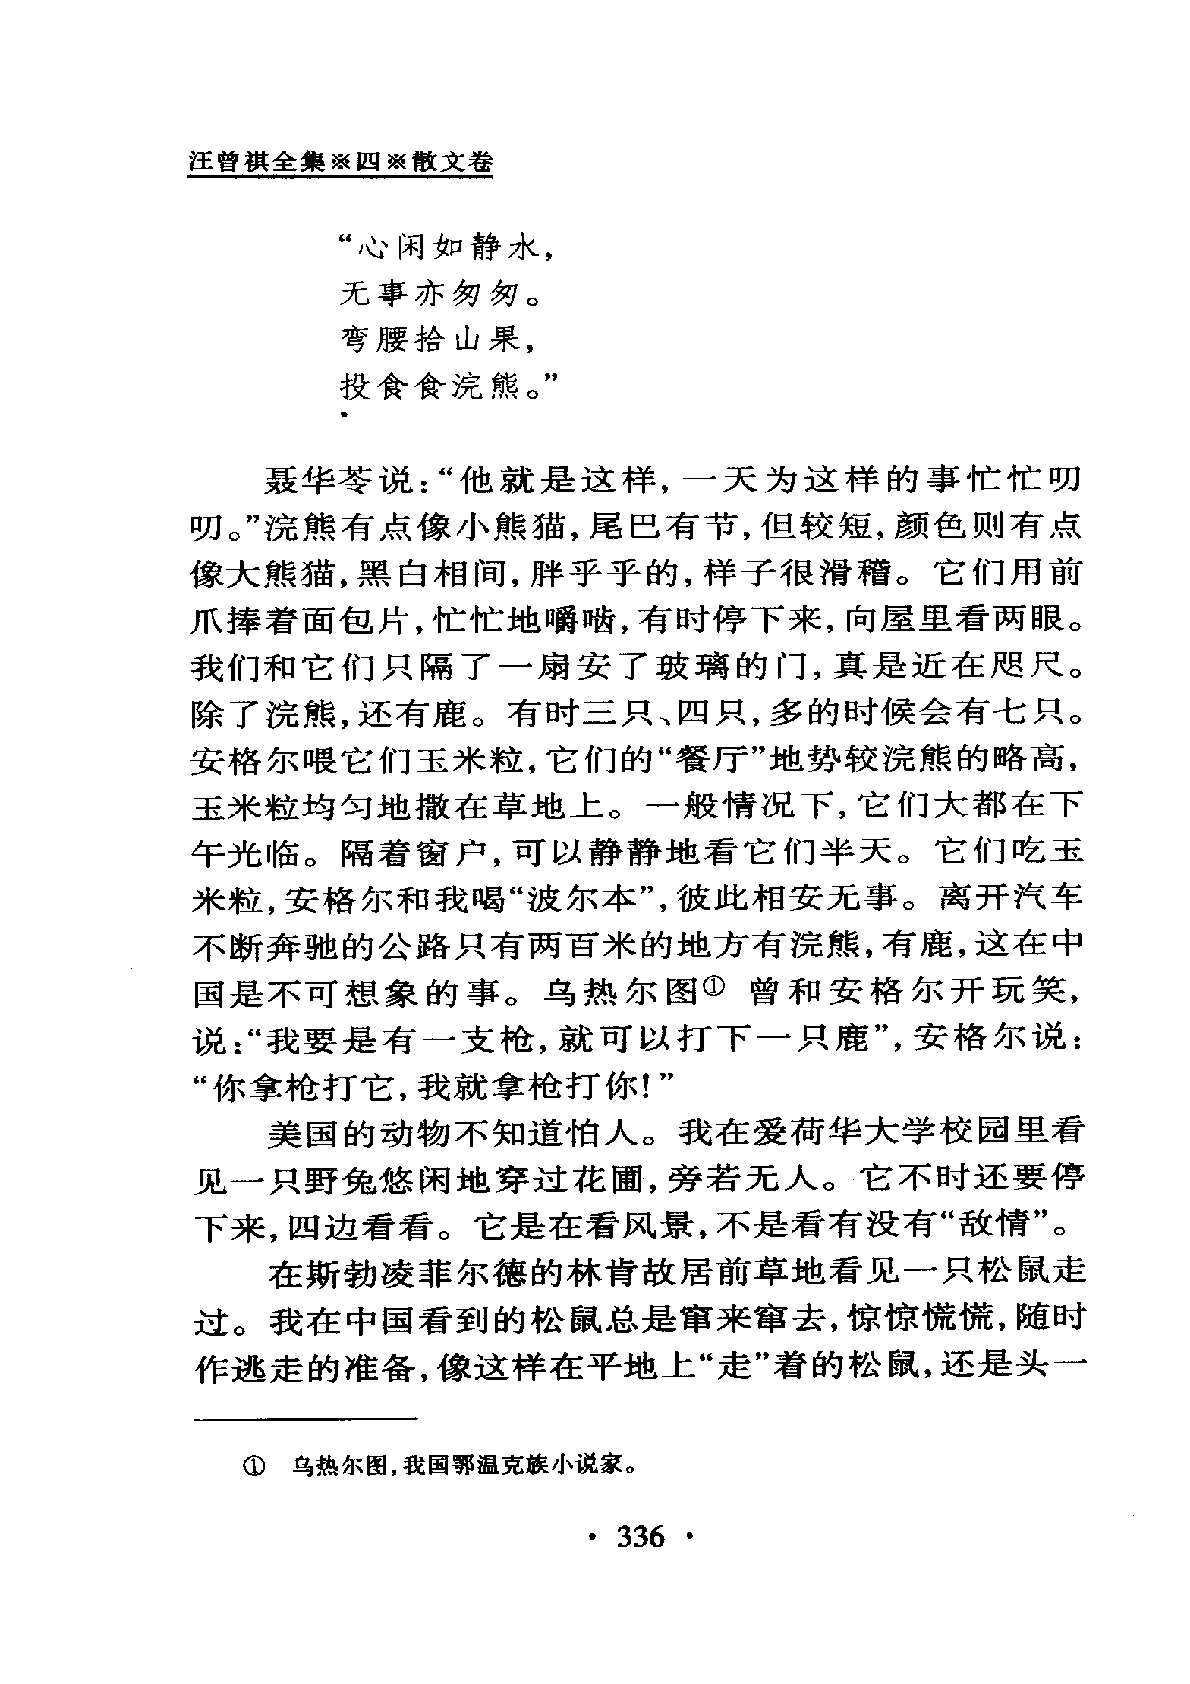 汪曾祺全集※四※散文卷
“心闲如静水，
无事亦匆匆。
弯腰拾山果，
投食食浣熊。”
聂华苓说：“他就是这样，一天为这样的事忙忙叨
叨。”浣熊有点像小熊猫，尾巴有节，但较短，颜色则有点
像大熊猫，黑白相间，胖乎乎的，样子很滑稽。它们用前
爪捧着面包片，忙忙地嚼啮，有时停下来，向屋里看两眼。
我们和它们只隔了一扇安了玻璃的门，真是近在咫尺。
除了浣熊，还有鹿。有时三只、四只，多的时候会有七只。
安格尔喂它们玉米粒，它们的“餐厅”地势较浣熊的略高，
玉米粒均匀地撒在草地上。一般情况下，它们大都在下
午光临。隔着窗户，可以静静地看它们半天。它们吃玉
米粒，安格尔和我喝“波尔本”，彼此相安无事。离开汽车
不断奔驰的公路只有两百米的地方有浣熊，有鹿，这在中
国是不可想象的事。乌热尔图① 曾和安格尔开玩笑，
说：“我要是有一支枪，就可以打下一只鹿”，安格尔说：
“你拿枪打它，我就拿枪打你！”
美国的动物不知道怕人。我在爱荷华大学校园里看
见一只野兔悠闲地穿过花圃，旁若无人。它不时还要停
下来，四边看看。它是在看风景，不是看有没有“敌情”。
在斯勃凌菲尔德的林肯故居前草地看见一只松鼠走
过。我在中国看到的松鼠总是窜来窜去，惊惊慌慌，随时
作逃走的准备，像这样在平地上“走”着的松鼠，还是头一
① 乌热尔图，我国鄂温克族小说家。
· 336 ·